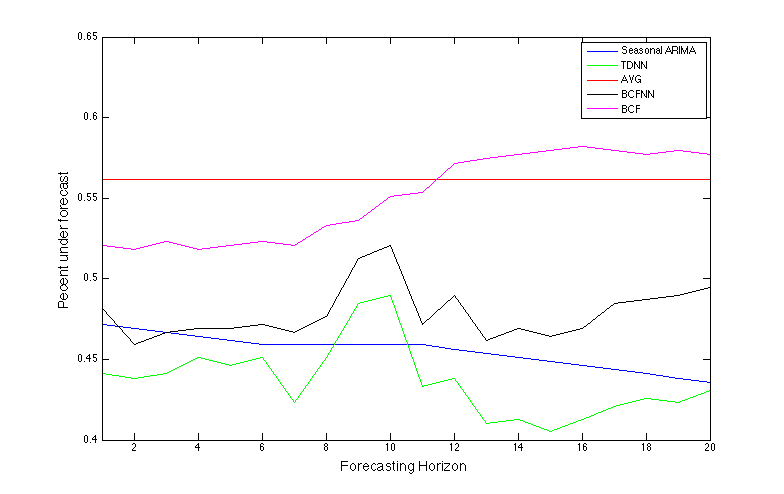 0.65
0.6
0.55
0.5
0.45
0.4
Pecent under forecast
Seasonal ARIMA
TDNN
AVG
BCFNN
BCF
2 4 6 8 10 12 14 16 18 20
Forecasting Horizon